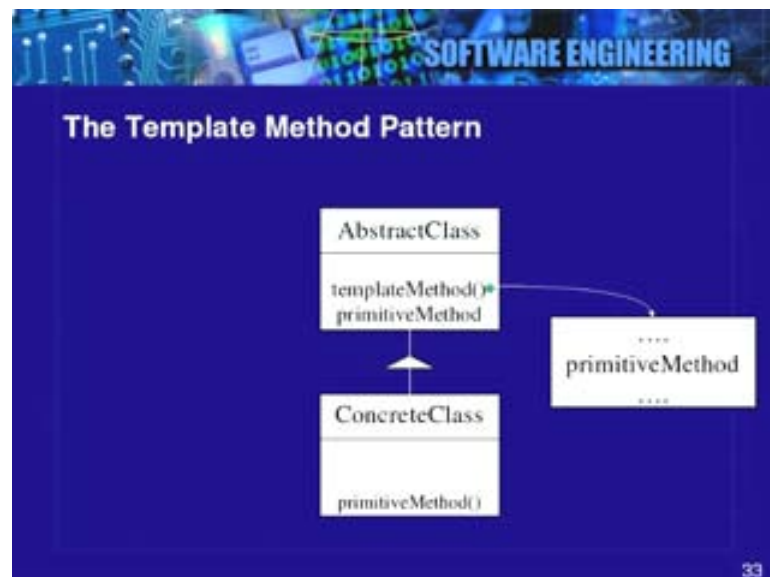 SOFTWARE ENGINEERING
The Template Method Pattern
AbstractClass
templateMethod()
primitiveMethod
....
primitiveMethod
....
ConcreteClass
primitiveMethod()
33